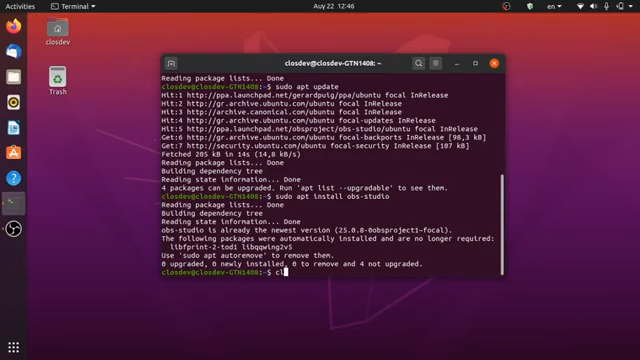 Activities Terminal Αυγ 22 12:46 en
closdev
Trash
closdev@closdev-GTN1408: ~
Reading package lists... Done
closdev@closdev-GTN1408:~$ sudo apt update
Hit:1 http://ppa.launchpad.net/gerardpuig/ppa/ubuntu focal InRelease
Hit:2 http://gr.archive.ubuntu.com/ubuntu focal InRelease
Hit:3 http://archive.canonical.com/ubuntu focal InRelease
Hit:4 http://gr.archive.ubuntu.com/ubuntu focal-updates InRelease
Hit:5 http://ppa.launchpad.net/obsproject/obs-studio/ubuntu focal InRelease
Get:6 http://gr.archive.ubuntu.com/ubuntu focal-backports InRelease [98,3 kB]
Get:7 http://security.ubuntu.com/ubuntu focal-security InRelease [107 kB]
Fetched 205 kB in 14s (14,8 kB/s)
Reading package lists... Done
Building dependency tree
Reading state information... Done
4 packages can be upgraded. Run 'apt list --upgradable' to see them.
closdev@closdev-GTN1408:~$ sudo apt install obs-studio
Reading package lists... Done
Building dependency tree
Reading state information... Done
obs-studio is already the newest version (25.0.8-0obsproject1~focal).
The following packages were automatically installed and are no longer required:
libfprint-2-tod1 libqqwing2v5
Use 'sudo apt autoremove' to remove them.
0 upgraded, 0 newly installed, 0 to remove and 4 not upgraded.
closdev@closdev-GTN1408:~$ cl